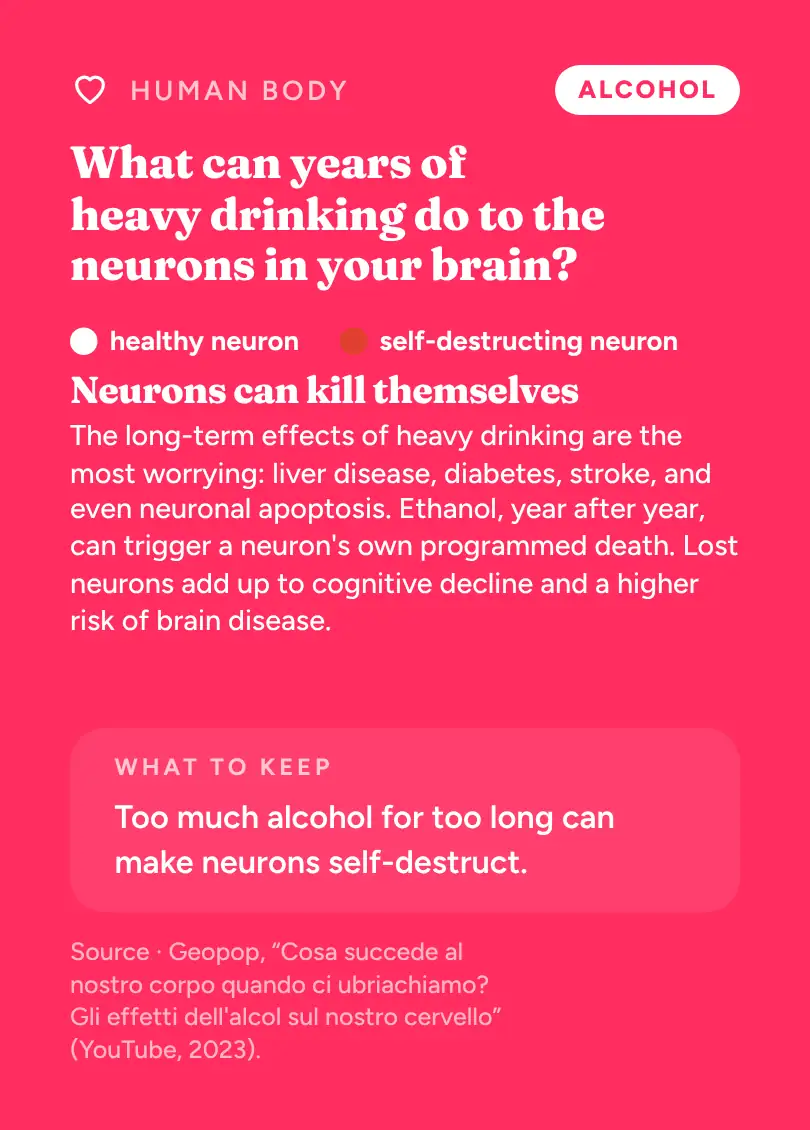 HUMAN BODY
ALCOHOL
What can years of
heavy drinking do to the
neurons in your brain?
healthy neuron
self-destructing neuron
Neurons can kill themselves
The long-term effects of heavy drinking are the
most worrying: liver disease, diabetes, stroke, and
even neuronal apoptosis. Ethanol, year after year,
can trigger a neuron's own programmed death. Lost
neurons add up to cognitive decline and a higher
risk of brain disease.
WHAT TO KEEP
Too much alcohol for too long can
make neurons self-destruct.
Source · Geopop, “Cosa succede al
nostro corpo quando ci ubriachiamo?
Gli effetti dell'alcol sul nostro cervello”
(YouTube, 2023).